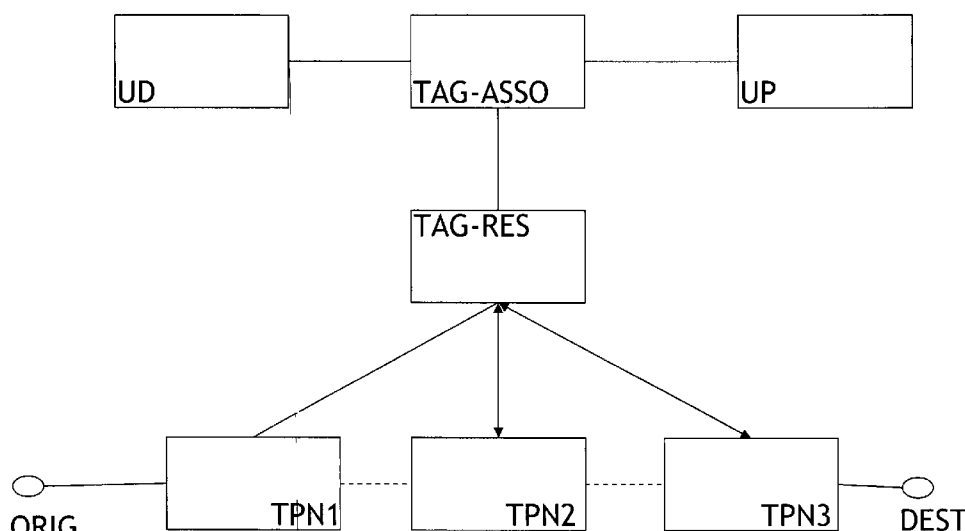 UD
TAG-ASSO
UP
TAG-RES
TPN1
TPN2
TPN3
ORIG
DEST